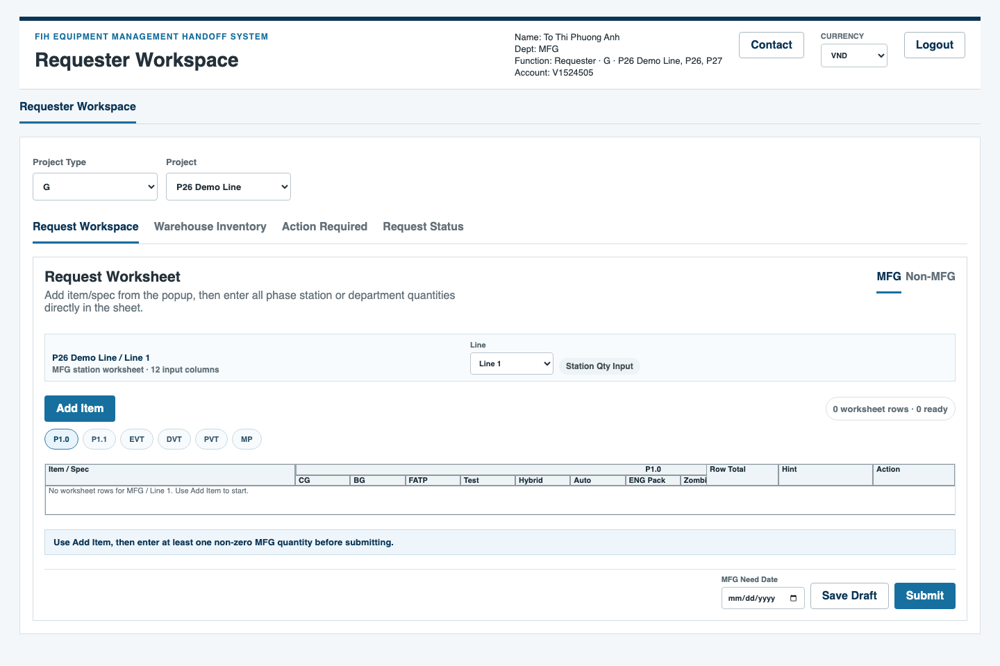 FIH EQUIPMENT MANAGEMENT HANDOFF SYSTEM
Requester Workspace
Name: To Thi Phuong Anh
Dept: MFG
Function: Requester · G · P26 Demo Line, P26, P27
Account: V1524505
Contact
CURRENCY
VND
Logout
Requester Workspace
Project Type
Project
G
P26 Demo Line
Request Workspace
Warehouse Inventory
Action Required
Request Status
Request Worksheet
MFG
Non-MFG
Add item/spec from the popup, then enter all phase station or department quantities
directly in the sheet.
P26 Demo Line / Line 1
MFG station worksheet · 12 input columns
Line
Line 1
Station Qty Input
Add Item
0 worksheet rows · 0 ready
P1.0
P1.1
EVT
DVT
PVT
MP
Item / Spec
P1.0
Row Total
Hint
Action
CG
BG
FATP
Test
Hybrid
Auto
ENG Pack
Zombi
No worksheet rows for MFG / Line 1. Use Add Item to start.
Use Add Item, then enter at least one non-zero MFG quantity before submitting.
MFG Need Date
mm/dd/yyyy
Save Draft
Submit